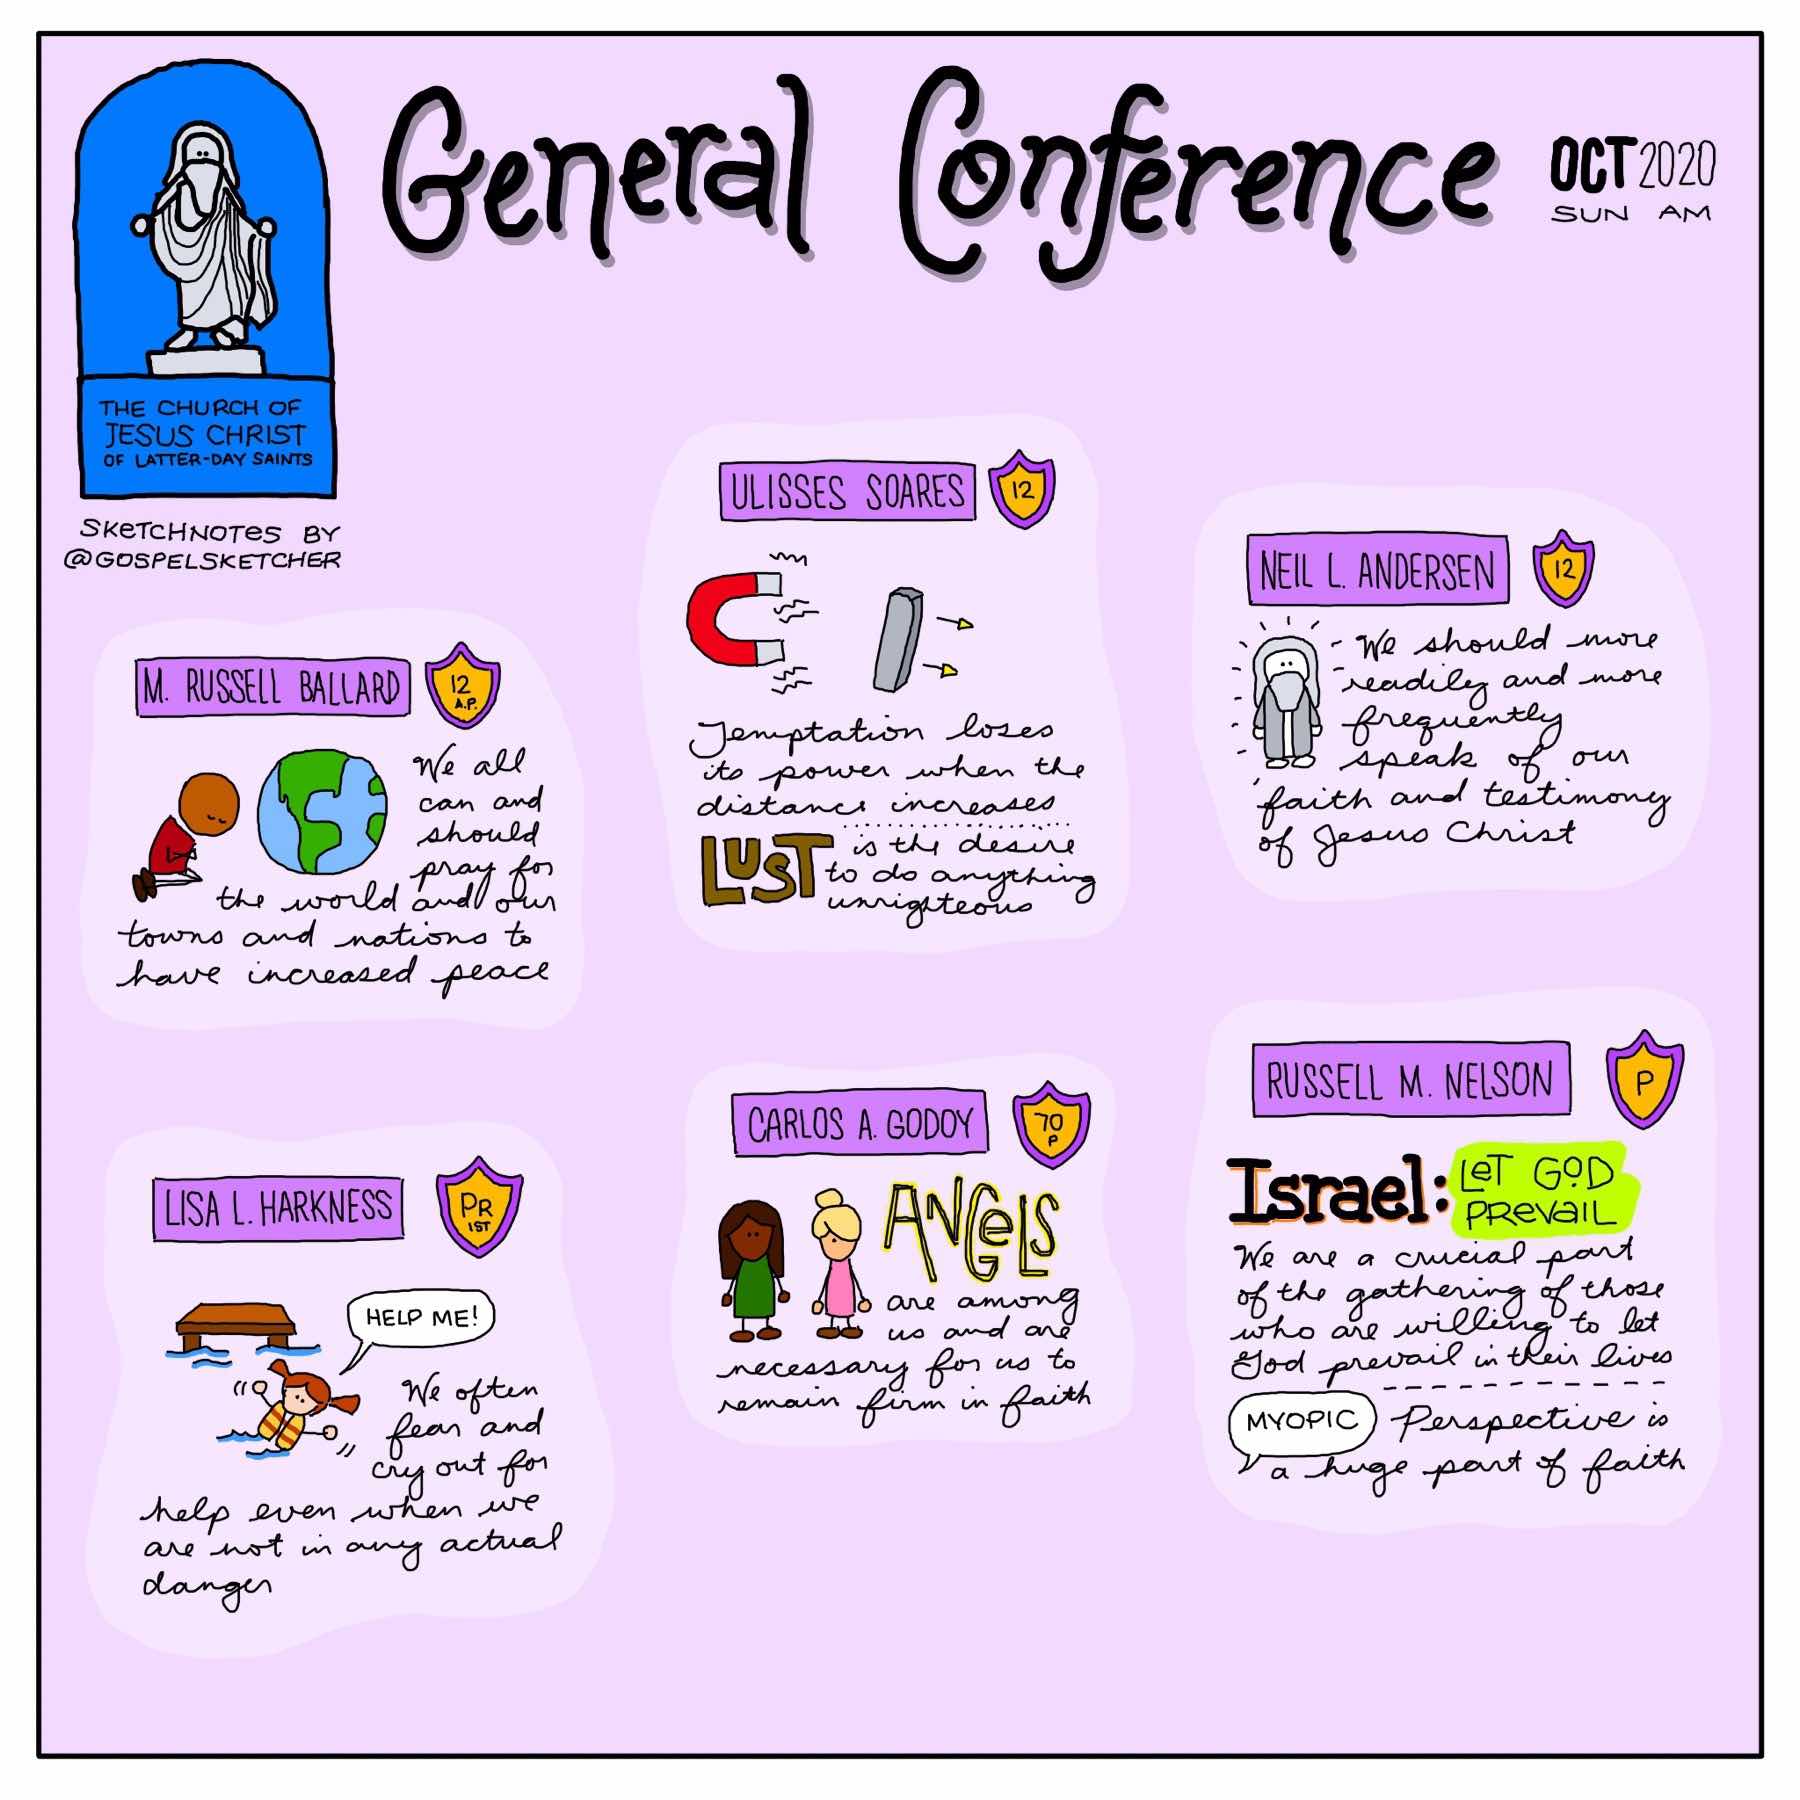 General Conference
OCT 2020
SUN AM
THE CHURCH OF
JESUS CHRIST
OF LATTER-DAY SAINTS
SKETCHNOTES BY
@GOSPELSKETCHER
M. RUSSELL BALLARD
12
A.P.
We all
can and
should
pray for
the world and our
towns and nations to
have increased peace
LISA L. HARKNESS
PR
1ST
HELP ME!
We often
fear and
cry out for
help even when we
are not in any actual
danger
ULISSES SOARES
12
Temptation loses
its power when the
distance increases
LUST is the desire
to do anything
unrighteous
CARLOS A. GODOY
70
P
ANGELS
are among
us and are
necessary for us to
remain firm in faith
NEIL L. ANDERSEN
12
We should more
readily and more
frequently
speak of our
faith and testimony
of Jesus Christ
RUSSELL M. NELSON
P
Israel: LET GOD
PREVAIL
We are a crucial part
of the gathering of those
who are willing to let
God prevail in their lives
MYOPIC Perspective is
a huge part of faith